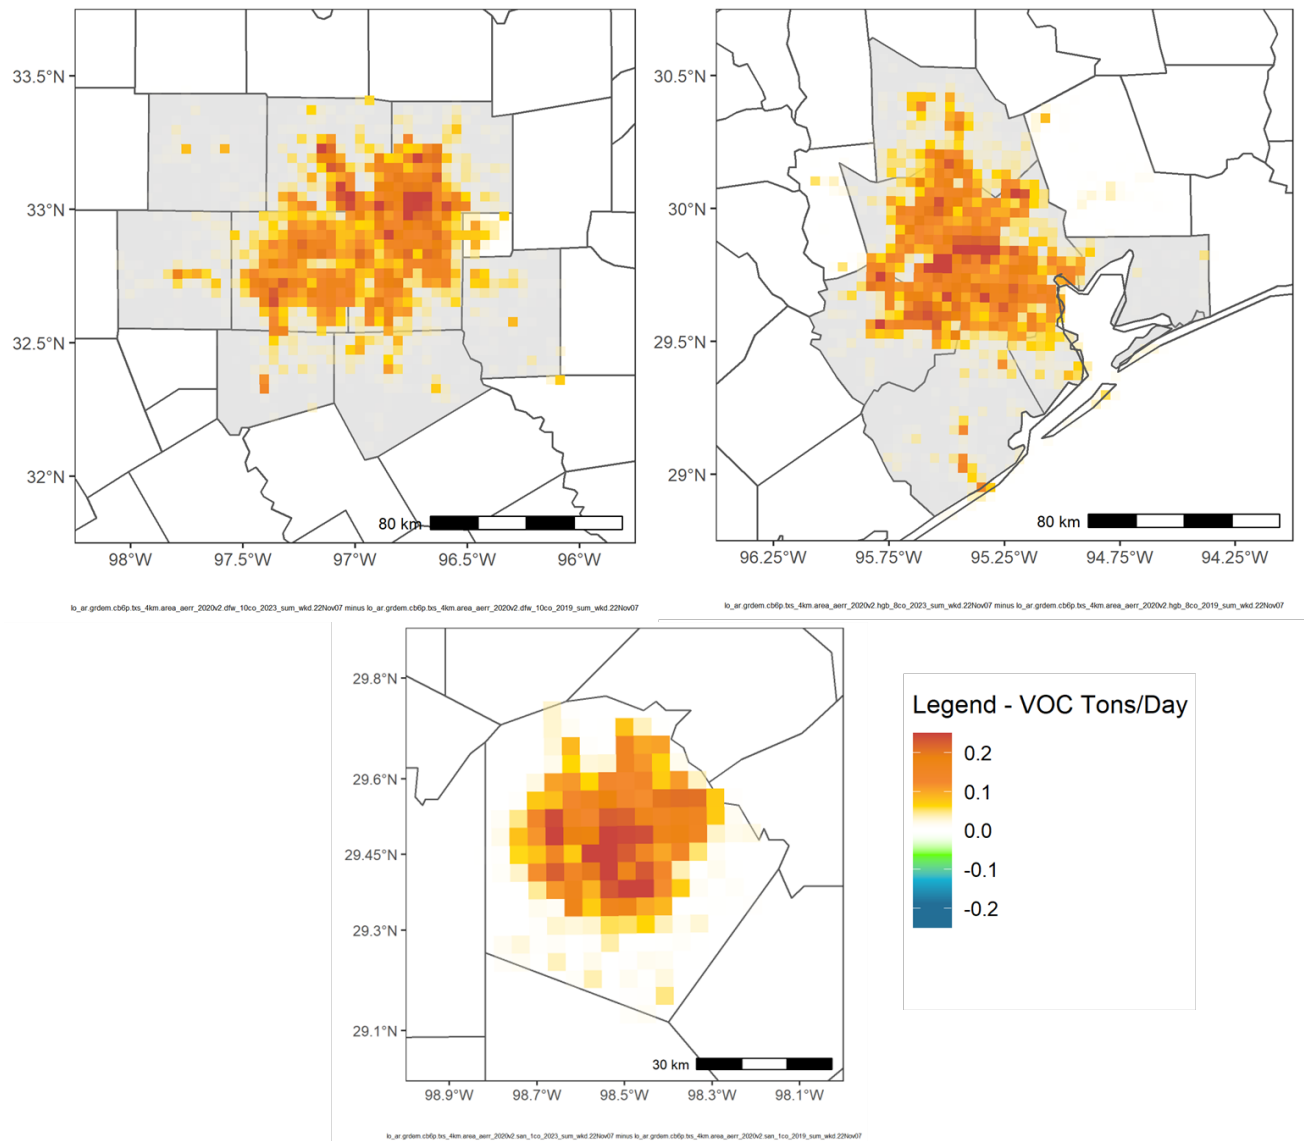 33.5°N
33°N
32.5°N
32°N
80 km
98°W 97.5°W 97°W 96.5°W 96°W
lo_ar.grdem.cb6p.txs_4km.area_aerr_2020v2.dfw_10co_2023_sum_wkd.22Nov07 minus lo_ar.grdem.cb6p.txs_4km.area_aerr_2020v2.dfw_10co_2019_sum_wkd.22Nov07
30.5°N
30°N
29.5°N
29°N
80 km
96.25°W 95.75°W 95.25°W 94.75°W 94.25°W
lo_ar.grdem.cb6p.txs_4km.area_aerr_2020v2.hgb_8co_2023_sum_wkd.22Nov07 minus lo_ar.grdem.cb6p.txs_4km.area_aerr_2020v2.hgb_8co_2019_sum_wkd.22Nov07
29.8°N
29.6°N
29.45°N
29.3°N
29.1°N
30 km
98.9°W 98.7°W 98.5°W 98.3°W 98.1°W
lo_ar.grdem.cb6p.txs_4km.area_aerr_2020v2.san_1co_2023_sum_wkd.22Nov07 minus lo_ar.grdem.cb6p.txs_4km.area_aerr_2020v2.san_1co_2019_sum_wkd.22Nov07
Legend - VOC Tons/Day
0.2
0.1
0.0
-0.1
-0.2